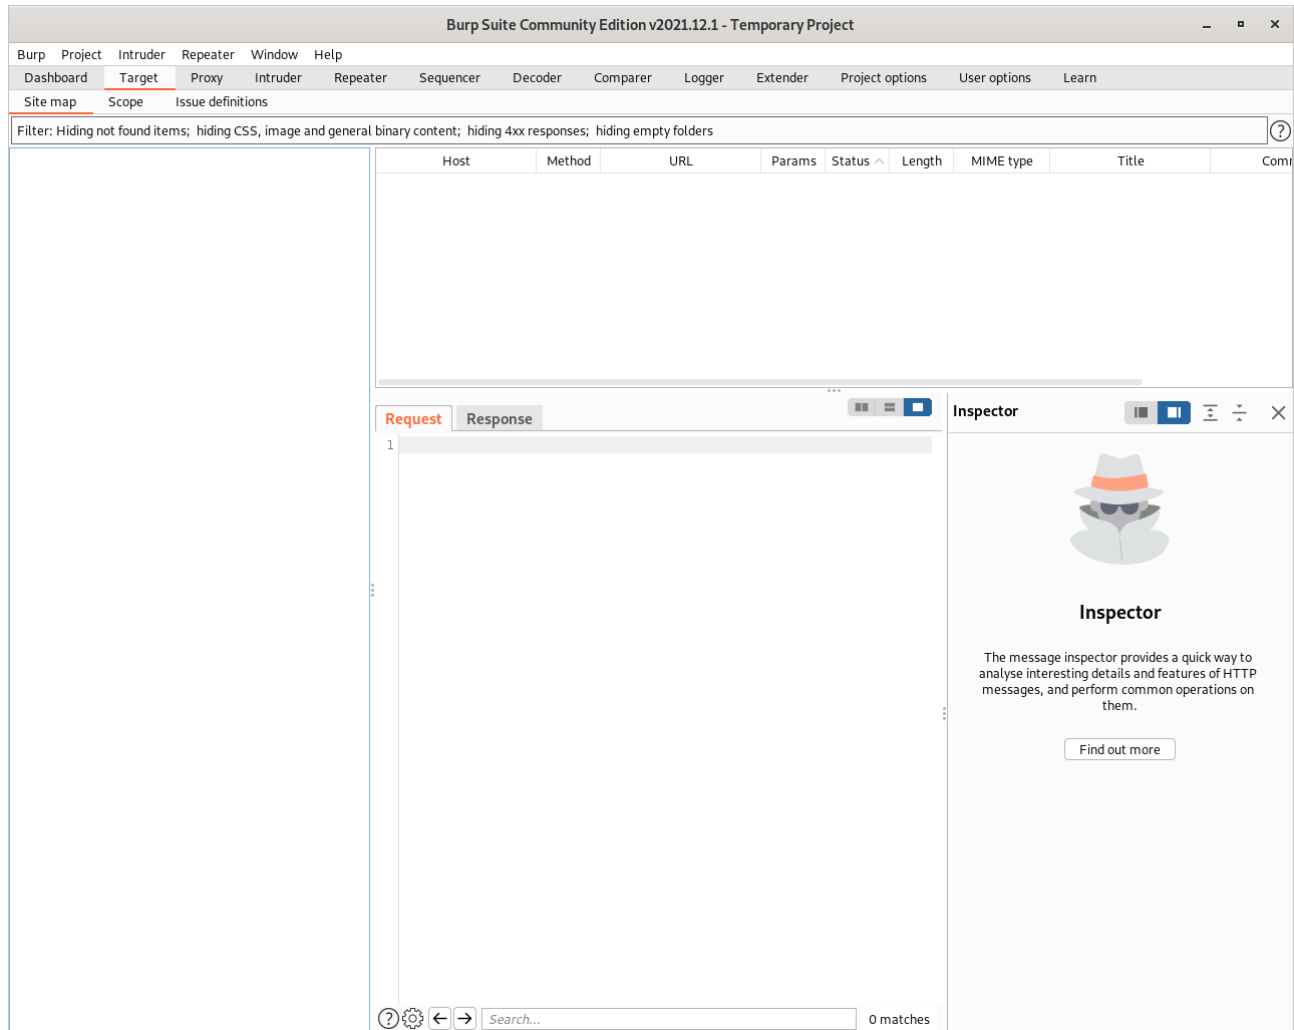 Burp Suite Community Edition v2021.12.1 - Temporary Project
Burp Project Intruder Repeater Window Help
Dashboard Target Proxy Intruder Repeater Sequencer Decoder Comparer Logger Extender Project options User options Learn
Site map Scope Issue definitions
Filter: Hiding not found items; hiding CSS, image and general binary content; hiding 4xx responses; hiding empty folders
Host Method URL Params Status Length MIME type Title
Request Response
Inspector
1
Inspector
The message inspector provides a quick way to
analyse interesting details and features of HTTP
messages, and perform common operations on
them.
Find out more
Search...
0 matches